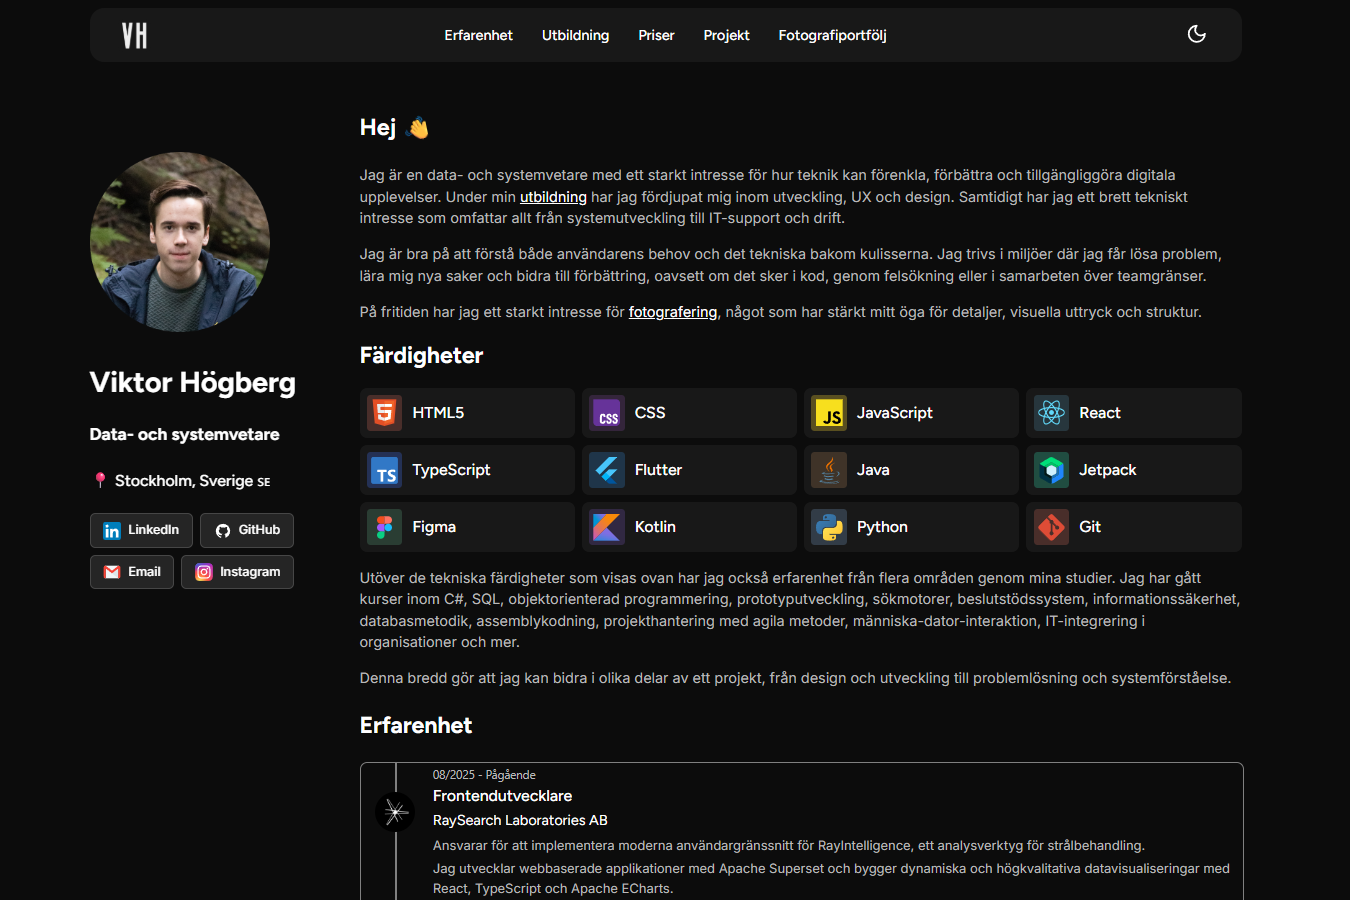 VH
Erfarenhet Utbildning Priser Projekt Fotografiportfölj
Hej 👋
Jag är en data- och systemvetare med ett starkt intresse för hur teknik kan förenkla, förbättra och tillgängliggöra digitala
upplevelser. Under min utbildning har jag fördjupat mig inom utveckling, UX och design. Samtidigt har jag ett brett tekniskt
intresse som omfattar allt från systemutveckling till IT-support och drift.
Jag är bra på att förstå både användarens behov och det tekniska bakom kulisserna. Jag trivs i miljöer där jag får lösa problem,
lära mig nya saker och bidra till förbättring, oavsett om det sker i kod, genom felsökning eller i samarbeten över teamgränser.
På fritiden har jag ett starkt intresse för fotografering, något som har stärkt mitt öga för detaljer, visuella uttryck och struktur.
Viktor Högberg
Data- och systemvetare
📍 Stockholm, Sverige SE
LinkedIn GitHub
Email Instagram
Färdigheter
HTML5 CSS JavaScript React
TypeScript Flutter Java Jetpack
Figma Kotlin Python Git
Utöver de tekniska färdigheter som visas ovan har jag också erfarenhet från flera områden genom mina studier. Jag har gått
kurser inom C#, SQL, objektorienterad programmering, prototyputveckling, sökmotorer, beslutstödssystem, informationssäkerhet,
databasmetodik, assemblykodning, projekthantering med agila metoder, människa-dator-interaktion, IT-integrering i
organisationer och mer.
Denna bredd gör att jag kan bidra i olika delar av ett projekt, från design och utveckling till problemlösning och systemförståelse.
Erfarenhet
08/2025 - Pågående
Frontendutvecklare
RaySearch Laboratories AB
Ansvarar för att implementera moderna användargränssnitt för RayIntelligence, ett analysverktyg för strålbehandling.
Jag utvecklar webbaserade applikationer med Apache Superset och bygger dynamiska och högkvalitativa datavisualiseringar med
React, TypeScript och Apache ECharts.